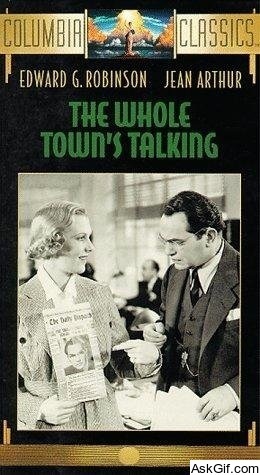 COLUMBIA CLASSICS
EDWARD G. ROBINSON JEAN ARTHUR
THE WHOLE
TOWN'S TALKING
The Daily Dispatch
AskGif.com